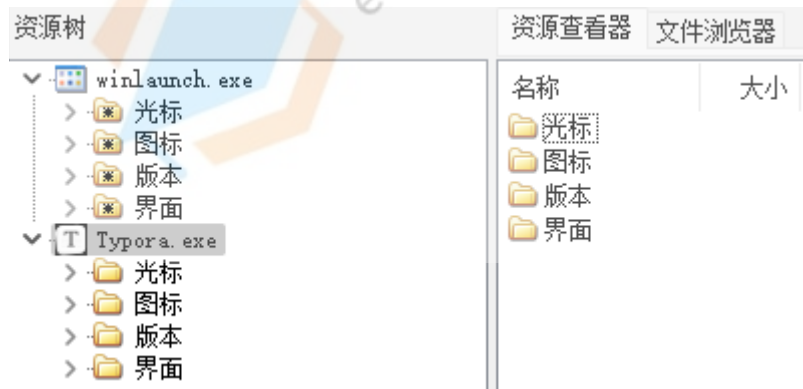 资源树
winlaunch.exe
光标
图标
版本
界面
T Typora.exe
光标
图标
版本
界面
资源查看器 文件浏览器
名称 大小
光标
图标
版本
界面